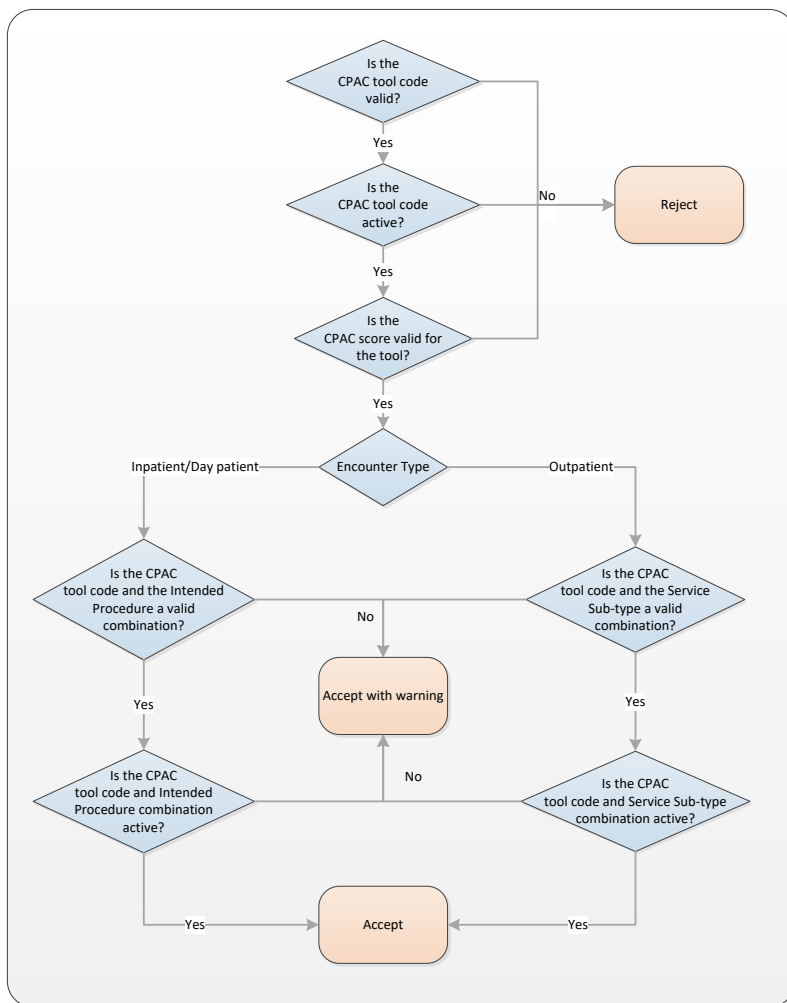 Is the
CPAC tool code
valid?
Yes
Is the
CPAC tool code
active?
No
Reject
Yes
Is the
CPAC score valid for
the tool?
Yes
Inpatient/Day patient
Encounter Type
Outpatient
Is the CPAC
tool code and the Intended
Procedure a valid
combination?
Is the CPAC
tool code and the Service
Sub-type a valid
combination?
No
Accept with warning
Yes
Yes
Is the CPAC
tool code and Intended
Procedure combination
active?
No
Is the CPAC
tool code and Service Sub-type
combination active?
Yes
Accept
Yes